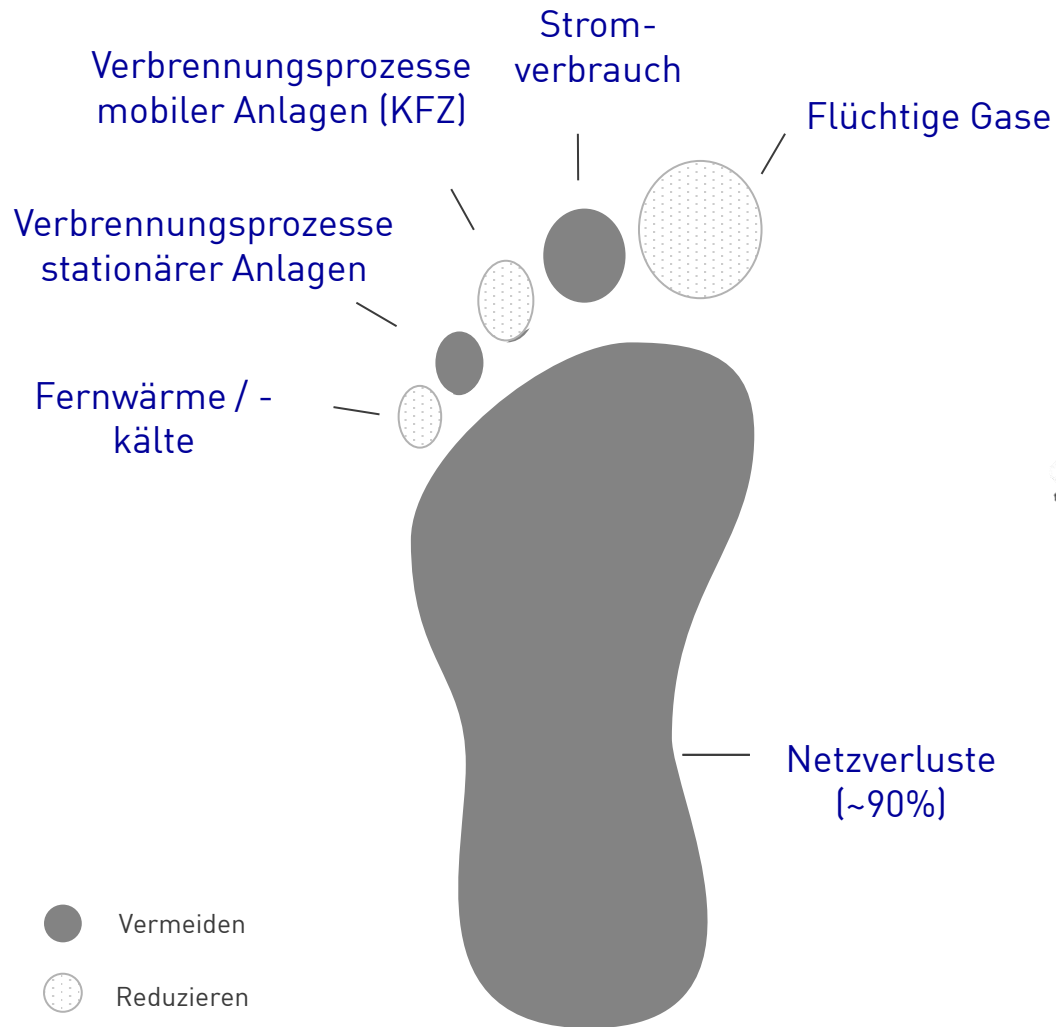 Strom-
verbrauch
Verbrennungsprozesse
mobiler Anlagen (KFZ)
Flüchtige Gase
Verbrennungsprozesse
stationärer Anlagen
Fernwärme / -
kälte
Netzverluste
(~90%)
Vermeiden
Reduzieren